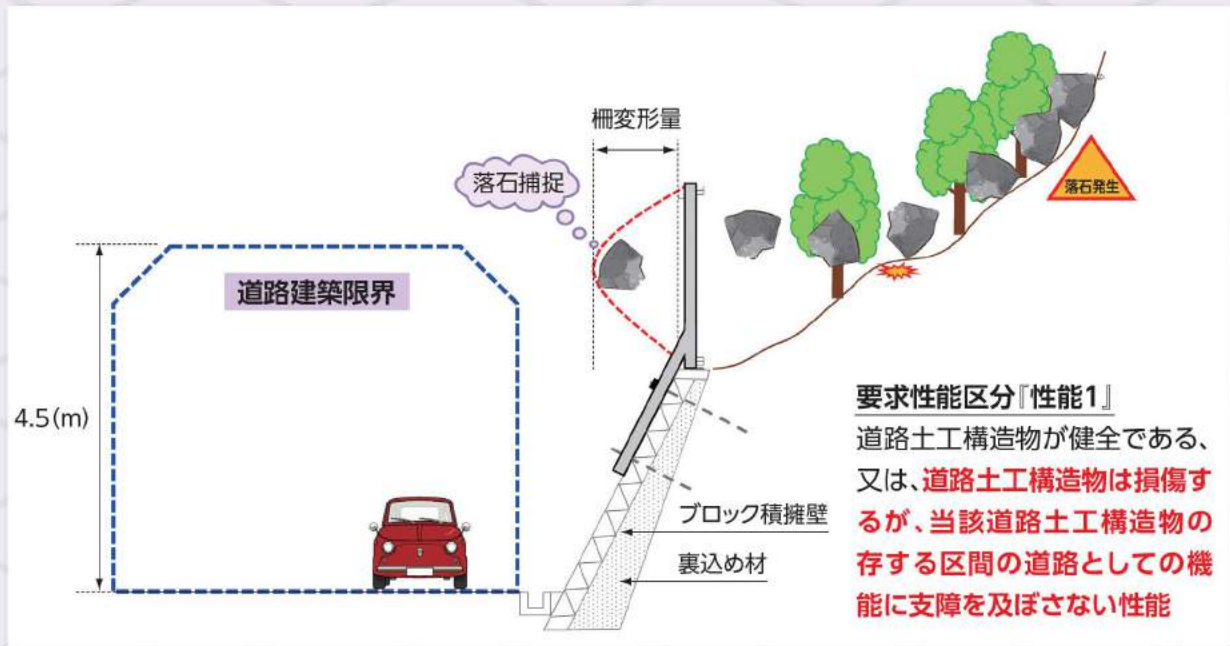 柵変形量
落石捕捉
落石発生
道路建築限界
4.5(m)
ブロック積擁壁
裏込め材
要求性能区分『性能1』
道路土工構造物が健全である、
又は、道路土工構造物は損傷す
るが、当該道路土工構造物の
存する区間の道路としての機
能に支障を及ぼさない性能